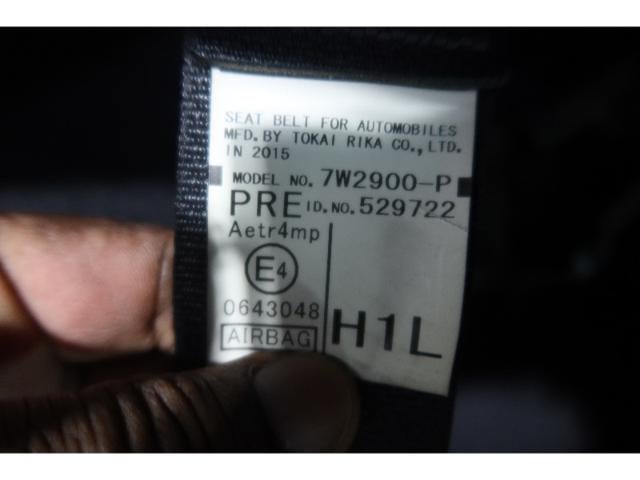 SEAT BELT FOR AUTOMOBILES
MFD. BY TOKAI RIKA CO., LTD.
IN 2015
MODEL NO. 7W2900-P
PRE ID.NO. 529722
Aetr4mp
E4
0643048
AIRBAG
H1L